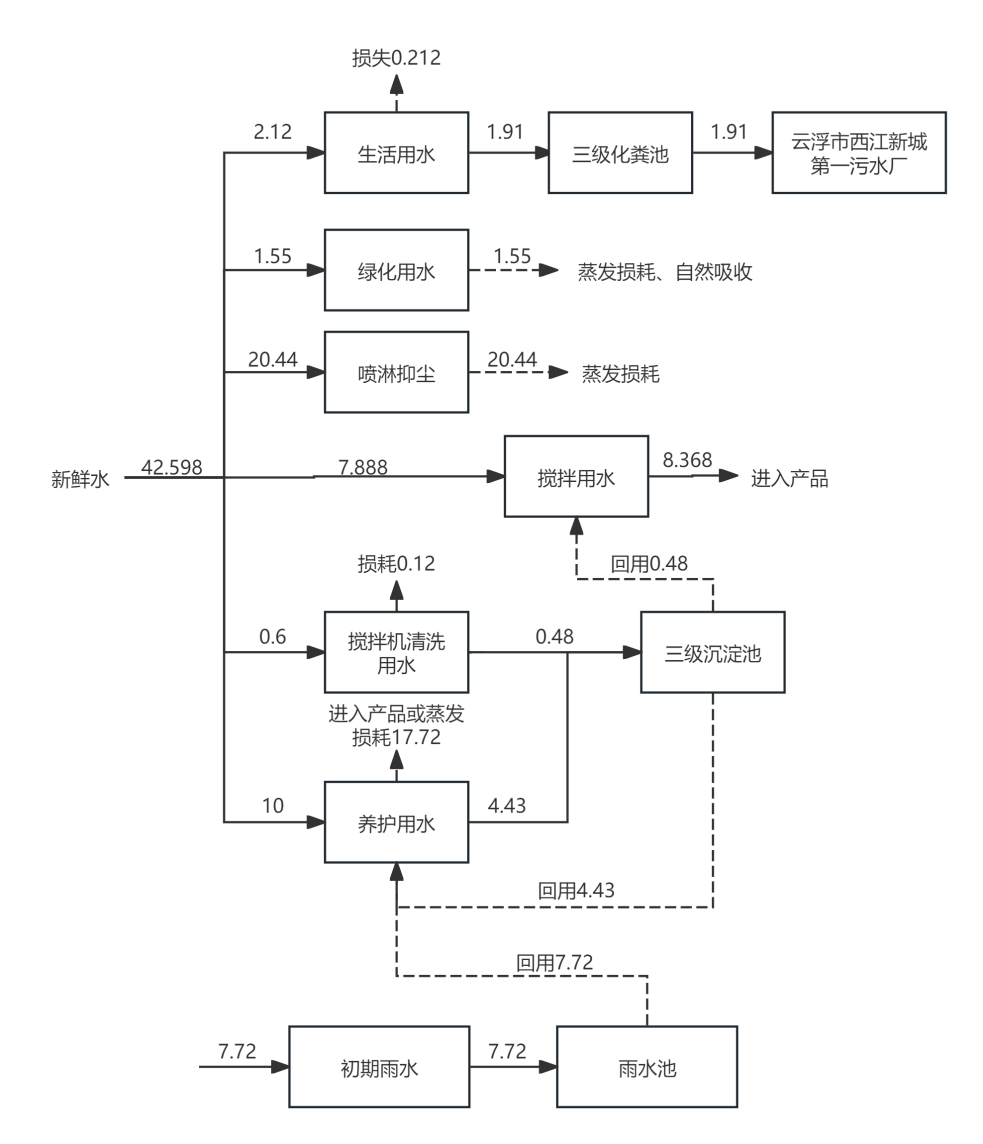 损失0.212
2.12
生活用水
1.91
三级化粪池
1.91
云浮市西江新城
第一污水厂
1.55
绿化用水
1.55
蒸发损耗、自然吸收
20.44
喷淋抑尘
20.44
蒸发损耗
新鲜水
42.598
7.888
搅拌用水
8.368
进入产品
回用0.48
损耗0.12
0.6
搅拌机清洗
用水
0.48
三级沉淀池
进入产品或蒸发
损耗17.72
10
养护用水
4.43
回用4.43
回用7.72
7.72
初期雨水
7.72
雨水池